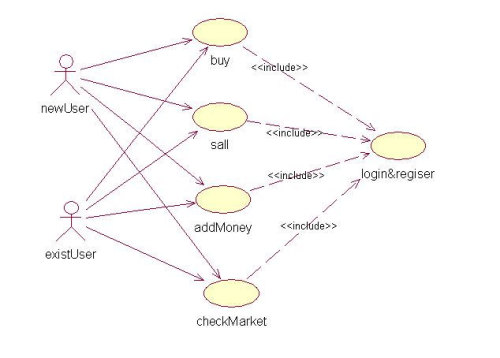 buy
<<include>>
newUser
sall
<<include>>
login&regiser
<<include>>
addMoney
existUser
<<include>>
checkMarket